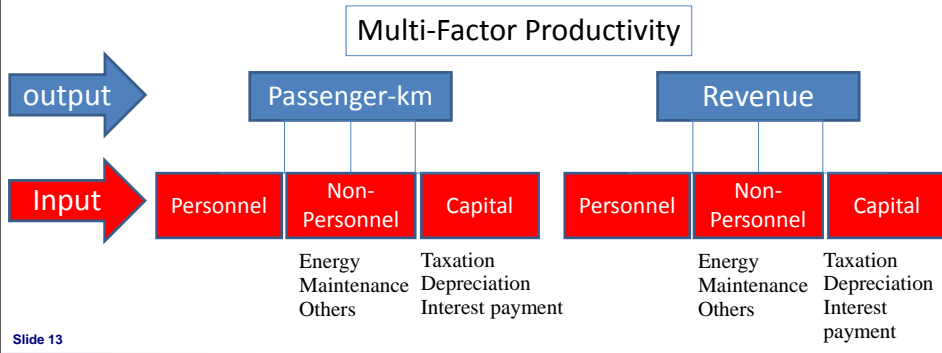 Multi-Factor Productivity
output
Passenger-km
Revenue
Input
Personnel
Non-
Personnel
Capital
Personnel
Non-
Personnel
Capital
Energy
Maintenance
Others
Taxation
Depreciation
Interest payment
Energy
Maintenance
Others
Taxation
Depreciation
Interest
payment
Slide 13